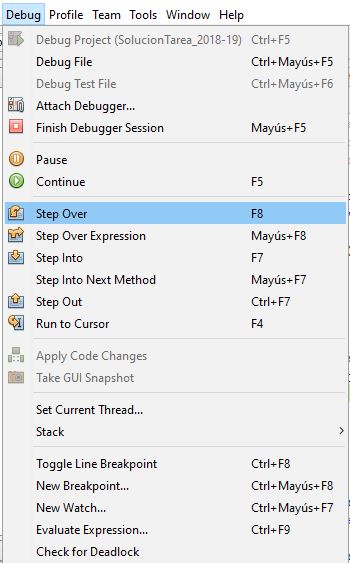 Debug Profile Team Tools Window Help
Debug Project (SolucionTarea_2018-19) Ctrl+F5
Debug File Ctrl+Mayús+F5
Debug Test File Ctrl+Mayús+F6
Attach Debugger...
Finish Debugger Session Mayús+F5
Pause
Continue F5
Step Over F8
Step Over Expression Mayús+F8
Step Into F7
Step Into Next Method Mayús+F7
Step Out Ctrl+F7
Run to Cursor F4
Apply Code Changes
Take GUI Snapshot
Set Current Thread...
Stack
Toggle Line Breakpoint Ctrl+F8
New Breakpoint... Ctrl+Mayús+F8
New Watch... Ctrl+Mayús+F7
Evaluate Expression... Ctrl+F9
Check for Deadlock